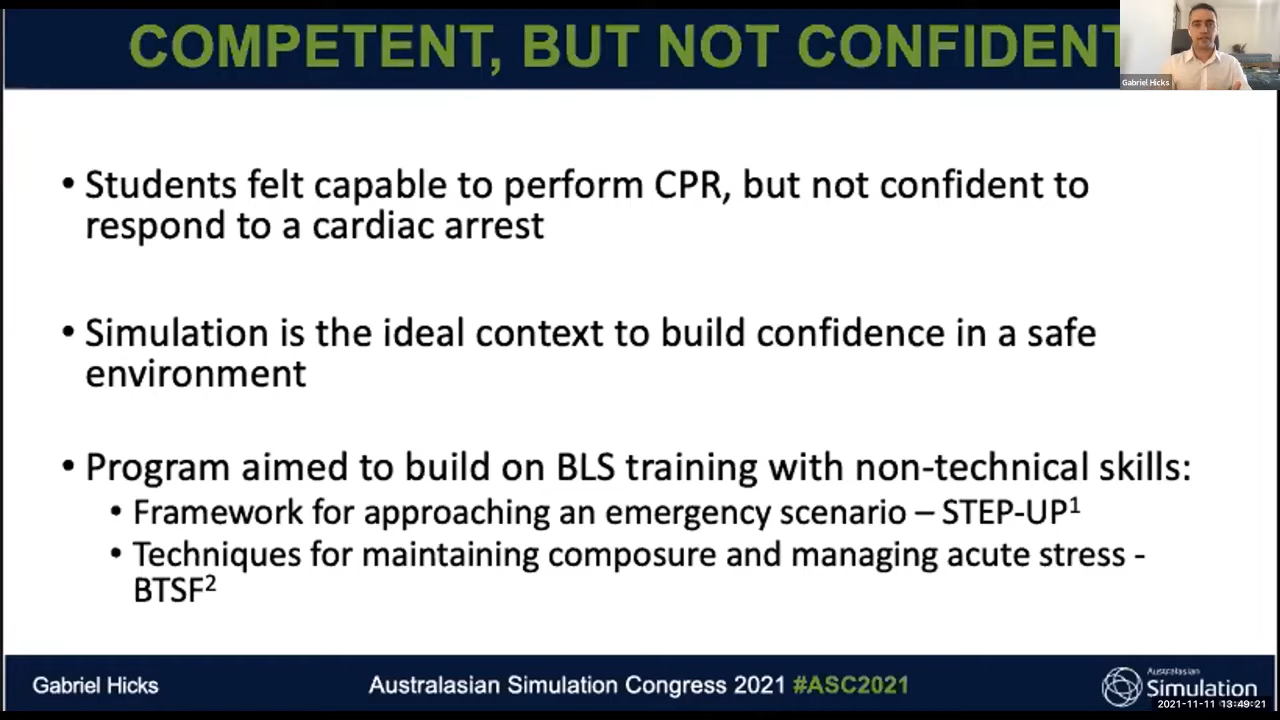 COMPETENT, BUT NOT CONFIDENT
Gabriel Hicks
• Students felt capable to perform CPR, but not confident to
respond to a cardiac arrest
• Simulation is the ideal context to build confidence in a safe
environment
• Program aimed to build on BLS training with non-technical skills:
• Framework for approaching an emergency scenario – STEP-UP¹
• Techniques for maintaining composure and managing acute stress -
BTSF²
Gabriel Hicks
Australasian Simulation Congress 2021 #ASC2021
Australasian
Simulation
2021-11-11 13:49:21